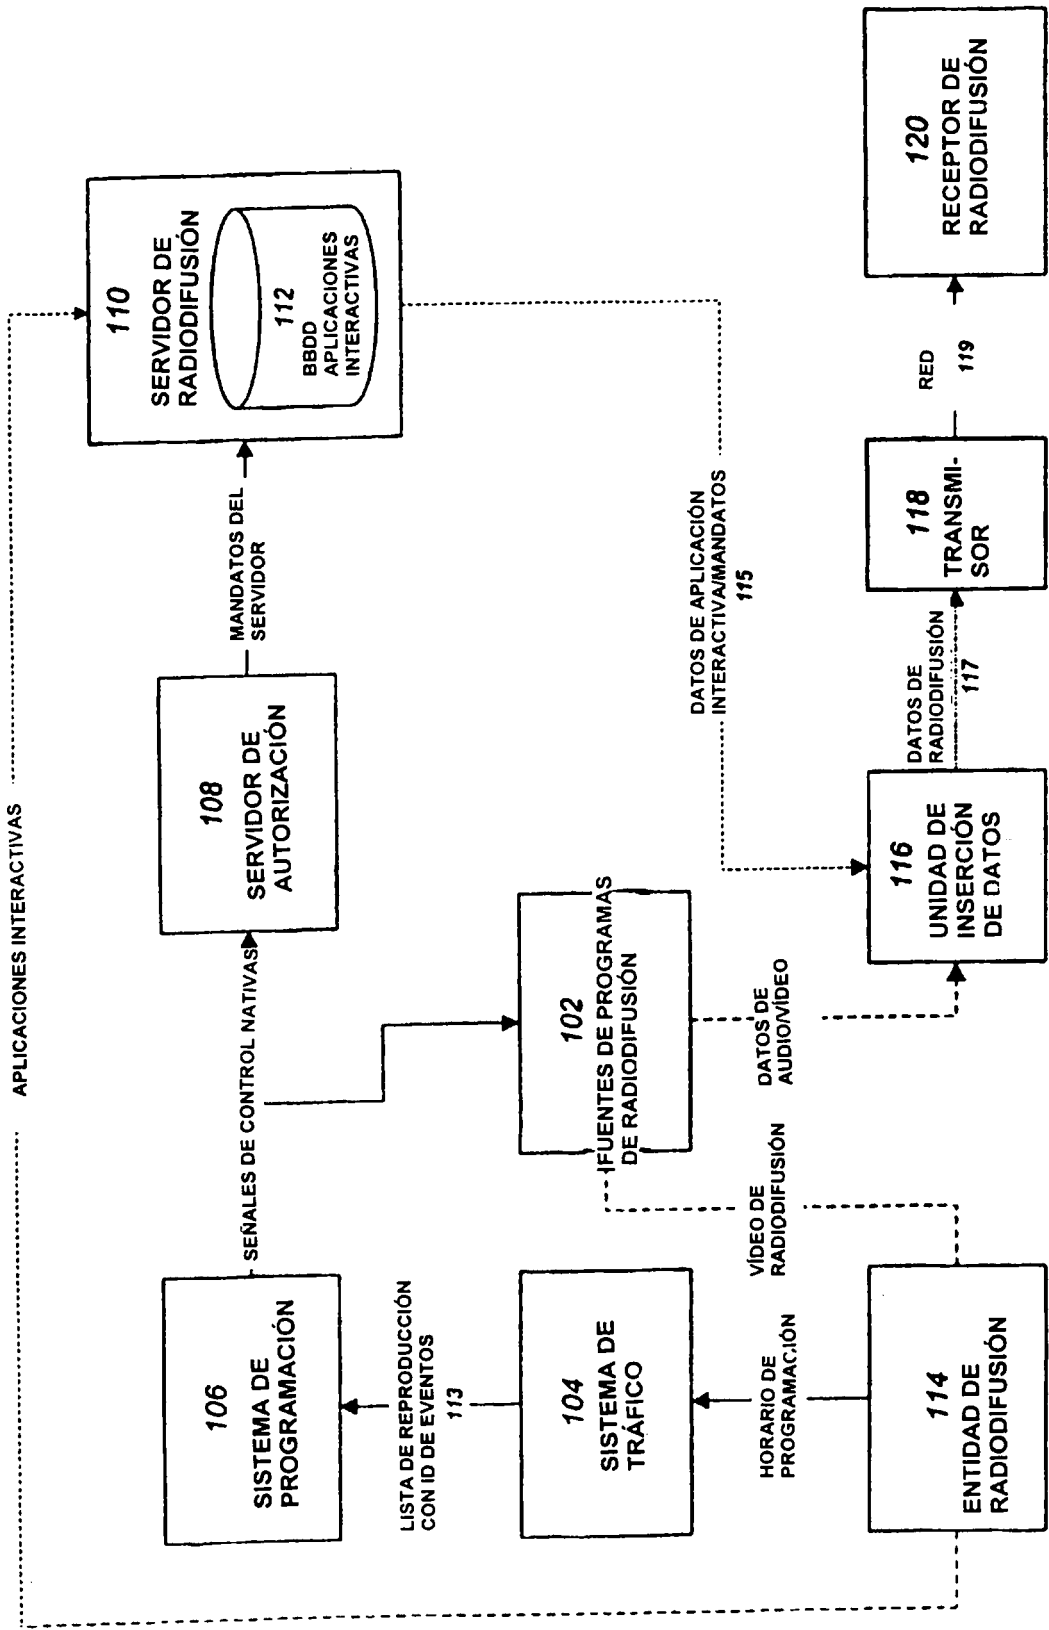 APLICACIONES INTERACTIVAS
106
SISTEMA DE
PROGRAMACIÓN
SEÑALES DE CONTROL NATIVAS
108
SERVIDOR DE
AUTORIZACIÓN
MANDATOS DEL
SERVIDOR
110
SERVIDOR DE
RADIODIFUSIÓN
112
BBDD
APLICACIONES
INTERACTIVAS
LISTA DE REPRODUCCIÓN
CON ID DE EVENTOS
113
104
SISTEMA DE
TRÁFICO
102
FUENTES DE PROGRAMAS
DE RADIODIFUSIÓN
DATOS DE APLICACIÓN
INTERACTIVA/MANDATOS
115
HORARIO DE
PROGRAMACIÓN
VÍDEO DE
RADIODIFUSIÓN
DATOS DE
AUDIO/VÍDEO
114
ENTIDAD DE
RADIODIFUSIÓN
116
UNIDAD DE
INSERCIÓN
DE DATOS
DATOS DE
RADIODIFUSIÓN
117
118
TRANSMI-
SOR
RED
119
120
RECEPTOR DE
RADIODIFUSIÓN